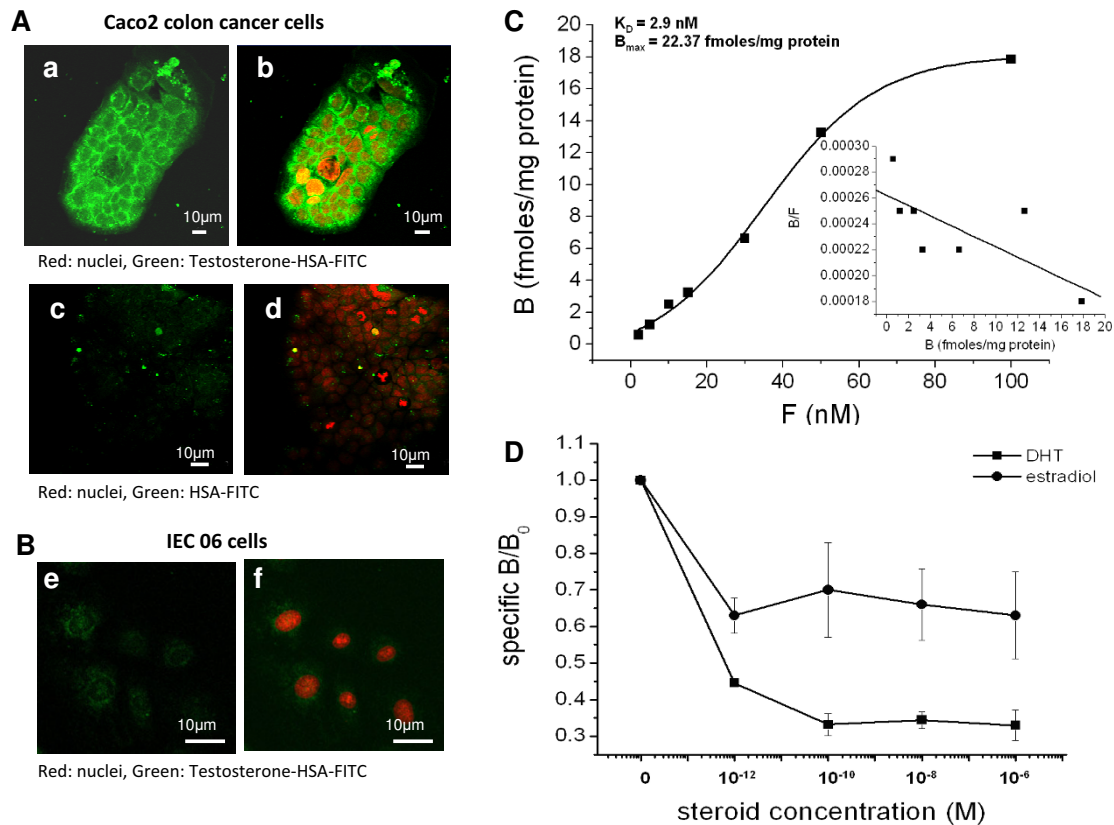 A
Caco2 colon cancer cells
a
b
10µm
10µm
Red: nuclei, Green: Testosterone-HSA-FITC
c
d
10µm
10µm
Red: nuclei, Green: HSA-FITC
B
IEC 06 cells
e
f
10µm
10µm
Red: nuclei, Green: Testosterone-HSA-FITC
C
K_D = 2.9 nM
B_max = 22.37 fmoles/mg protein
B (fmoles/mg protein)
20
18
16
14
12
10
8
6
4
2
0
0 20 40 60 80 100
F (nM)
B/F
0.00030
0.00028
0.00026
0.00024
0.00022
0.00020
0.00018
0 2 4 6 8 10 12 14 16 18 20
B (fmoles/mg protein)
D
DHT
estradiol
specific B/B_0
1.1
1.0
0.9
0.8
0.7
0.6
0.5
0.4
0.3
0 10^-12 10^-10 10^-8 10^-6
steroid concentration (M)